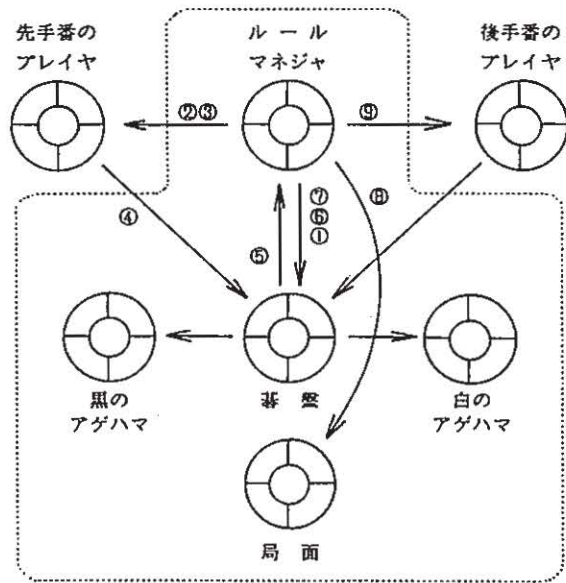 先手番の
プレイヤ
ルール
マネジャ
後手番の
プレイヤ
②③
⑨
④
⑤
⑦
⑥
①
⑧
黒の
アゲハマ
碁盤
白の
アゲハマ
局面